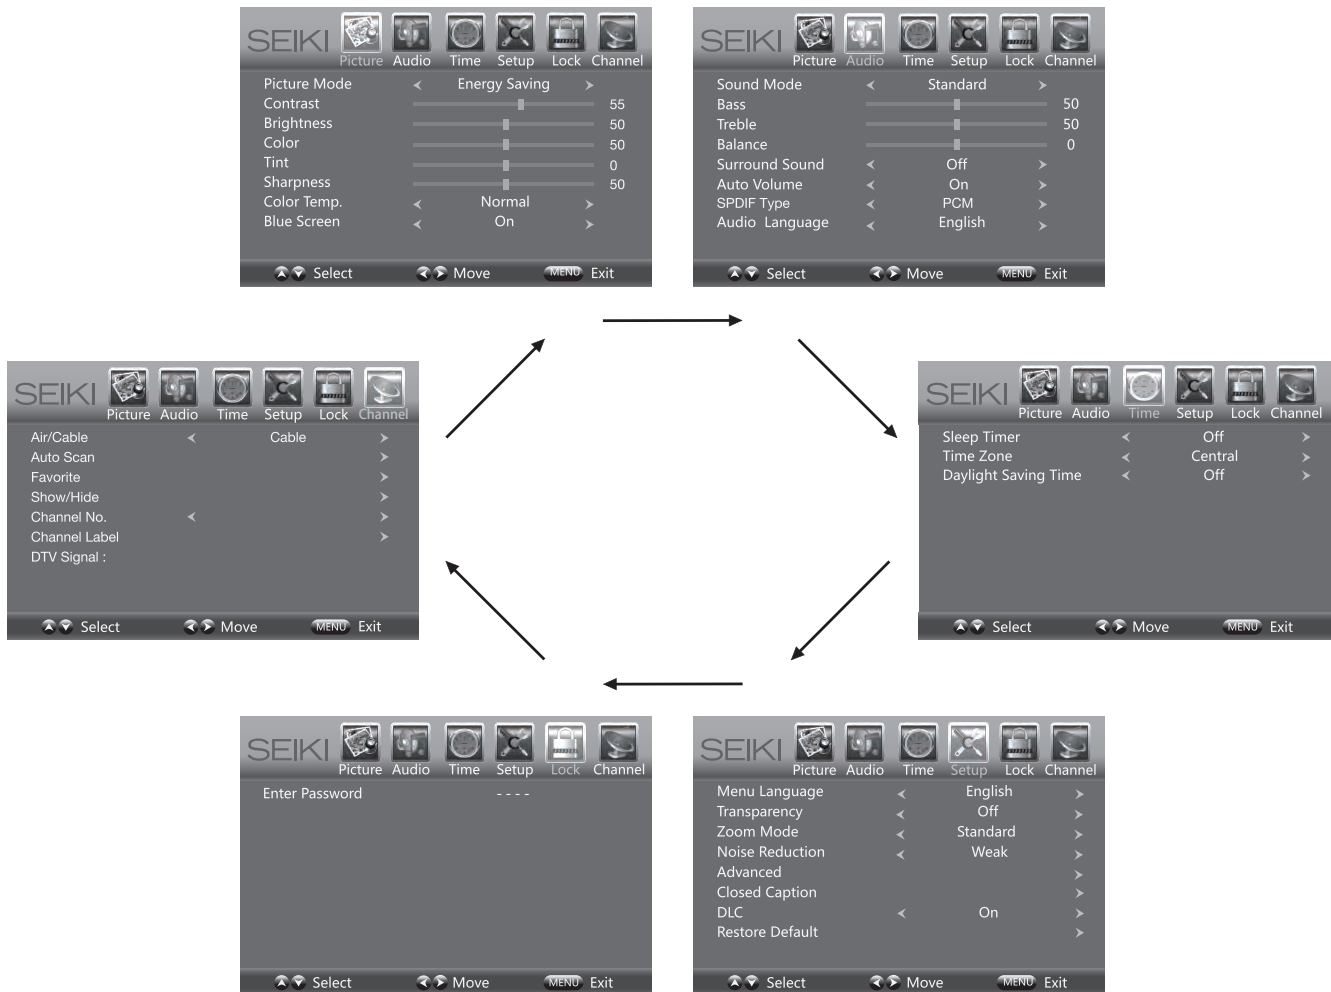 SEIKI
Picture Audio Time Setup Lock Channel
Picture Mode Energy Saving
Contrast 55
Brightness 50
Color 50
Tint 0
Sharpness 50
Color Temp. Normal
Blue Screen On
Select Move MENU Exit
SEIKI
Picture Audio Time Setup Lock Channel
Sound Mode Standard
Bass 50
Treble 50
Balance 0
Surround Sound Off
Auto Volume On
SPDIF Type PCM
Audio Language English
Select Move MENU Exit
SEIKI
Picture Audio Time Setup Lock Channel
Air/Cable Cable
Auto Scan
Favorite
Show/Hide
Channel No.
Channel Label
DTV Signal :
Select Move MENU Exit
SEIKI
Picture Audio Time Setup Lock Channel
Sleep Timer Off
Time Zone Central
Daylight Saving Time Off
Select Move MENU Exit
SEIKI
Picture Audio Time Setup Lock Channel
Enter Password - - - -
Select Move MENU Exit
SEIKI
Picture Audio Time Setup Lock Channel
Menu Language English
Transparency Off
Zoom Mode Standard
Noise Reduction Weak
Advanced
Closed Caption
DLC On
Restore Default
Select Move MENU Exit